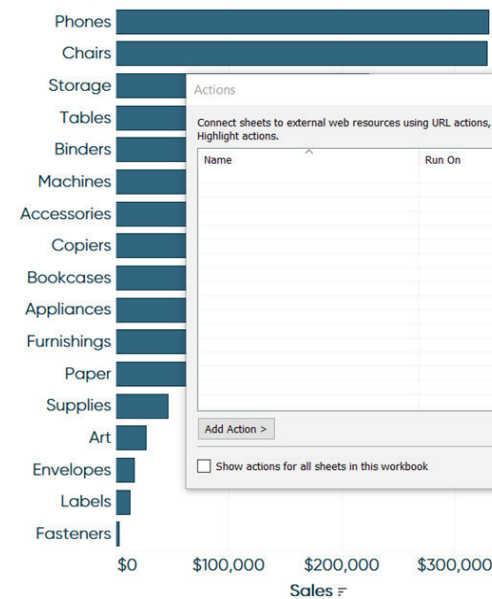 Phones
Chairs
Storage
Tables
Binders
Machines
Accessories
Copiers
Bookcases
Appliances
Furnishings
Paper
Supplies
Art
Envelopes
Labels
Fasteners
Actions
Connect sheets to external web resources using URL actions,
Highlight actions.
Name Run On
Add Action >
Show actions for all sheets in this workbook
$0 $100,000 $200,000 $300,000
Sales